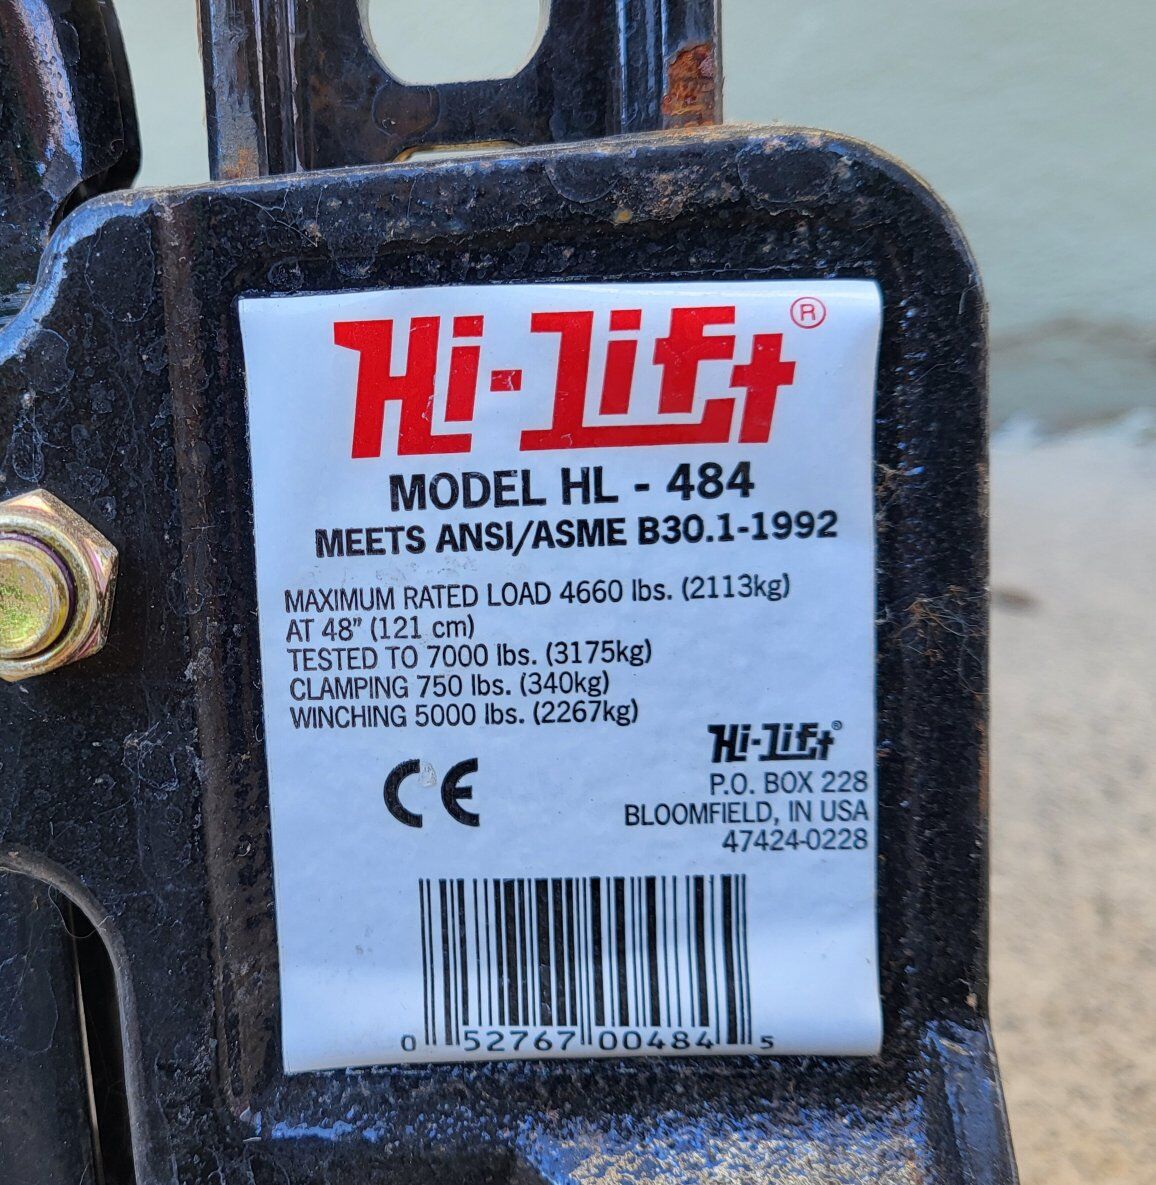 Hi-Lift®
MODEL HL - 484
MEETS ANSI/ASME B30.1-1992
MAXIMUM RATED LOAD 4660 lbs. (2113kg)
AT 48" (121 cm)
TESTED TO 7000 lbs. (3175kg)
CLAMPING 750 lbs. (340kg)
WINCHING 5000 lbs. (2267kg)
CE
Hi-Lift®
P.O. BOX 228
BLOOMFIELD, IN USA
47424-0228
0 52767 00484 5